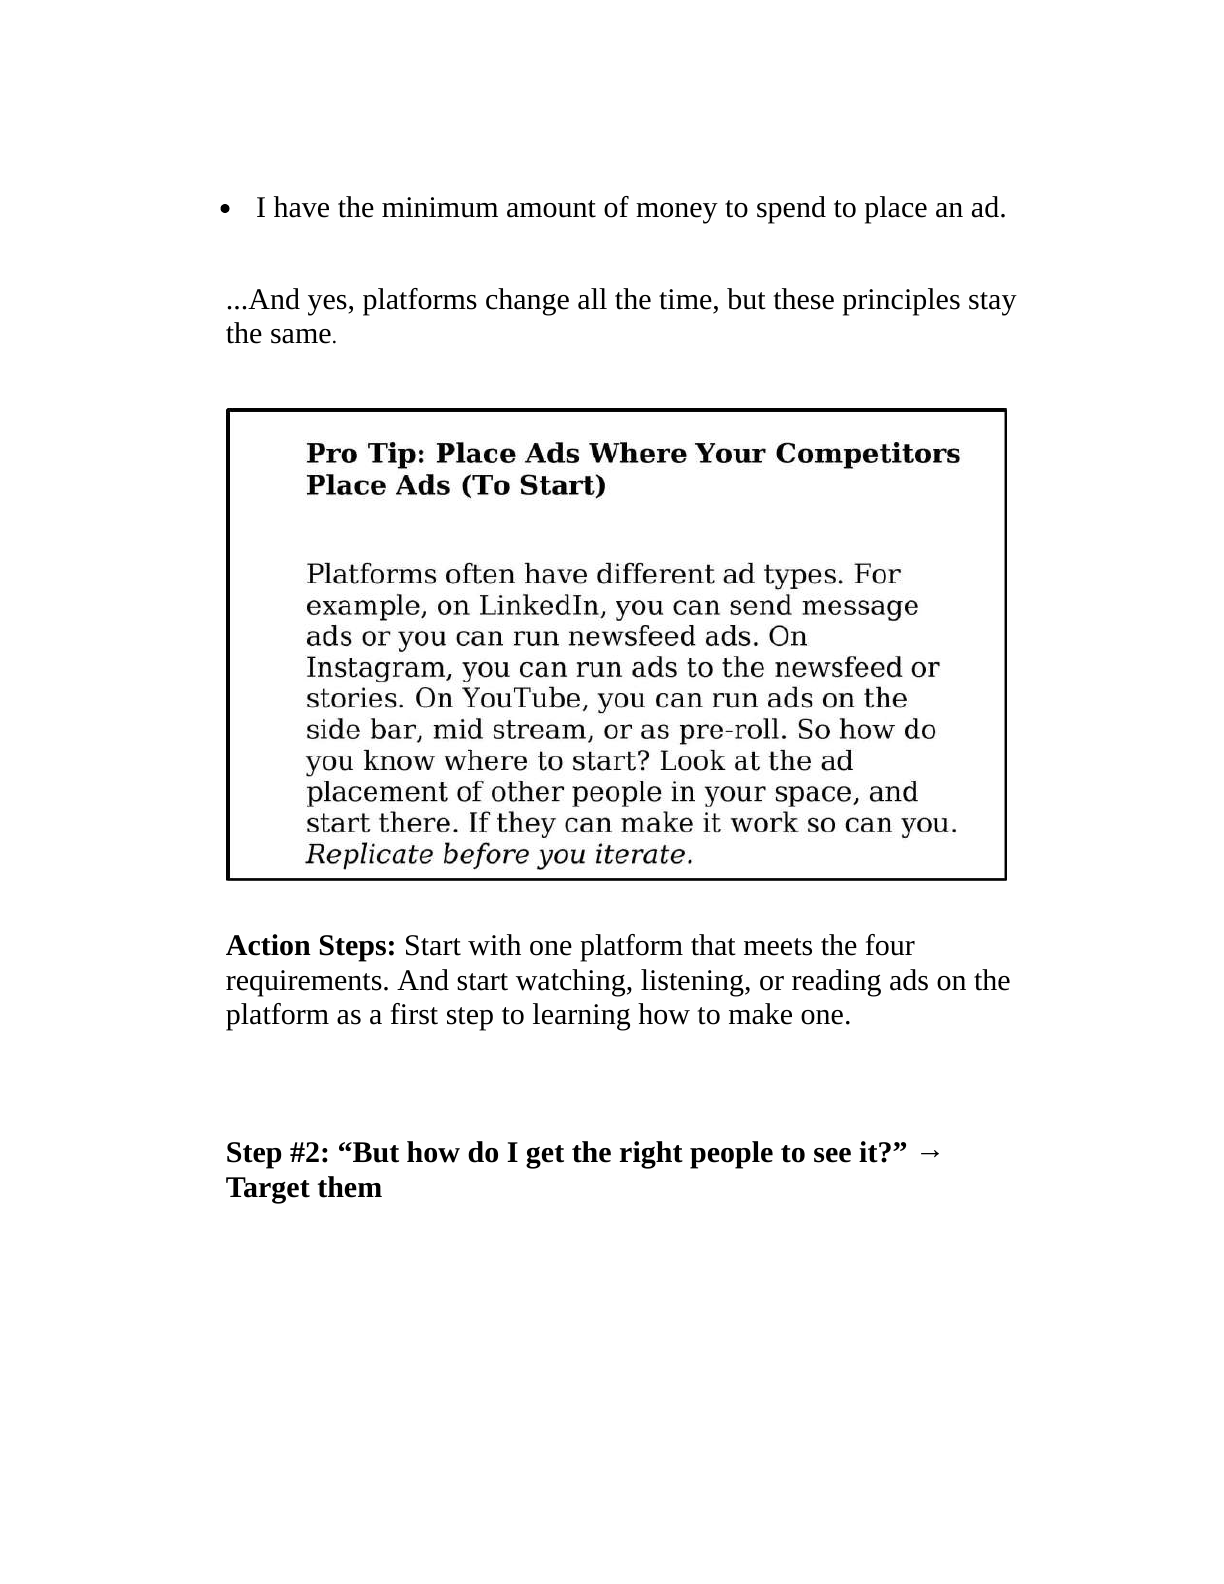 • I have the minimum amount of money to spend to place an ad.
...And yes, platforms change all the time, but these principles stay
the same.
Pro Tip: Place Ads Where Your Competitors
Place Ads (To Start)
Platforms often have different ad types. For
example, on LinkedIn, you can send message
ads or you can run newsfeed ads. On
Instagram, you can run ads to the newsfeed or
stories. On YouTube, you can run ads on the
side bar, mid stream, or as pre-roll. So how do
you know where to start? Look at the ad
placement of other people in your space, and
start there. If they can make it work so can you.
Replicate before you iterate.
Action Steps: Start with one platform that meets the four
requirements. And start watching, listening, or reading ads on the
platform as a first step to learning how to make one.
Step #2: “But how do I get the right people to see it?” →
Target them